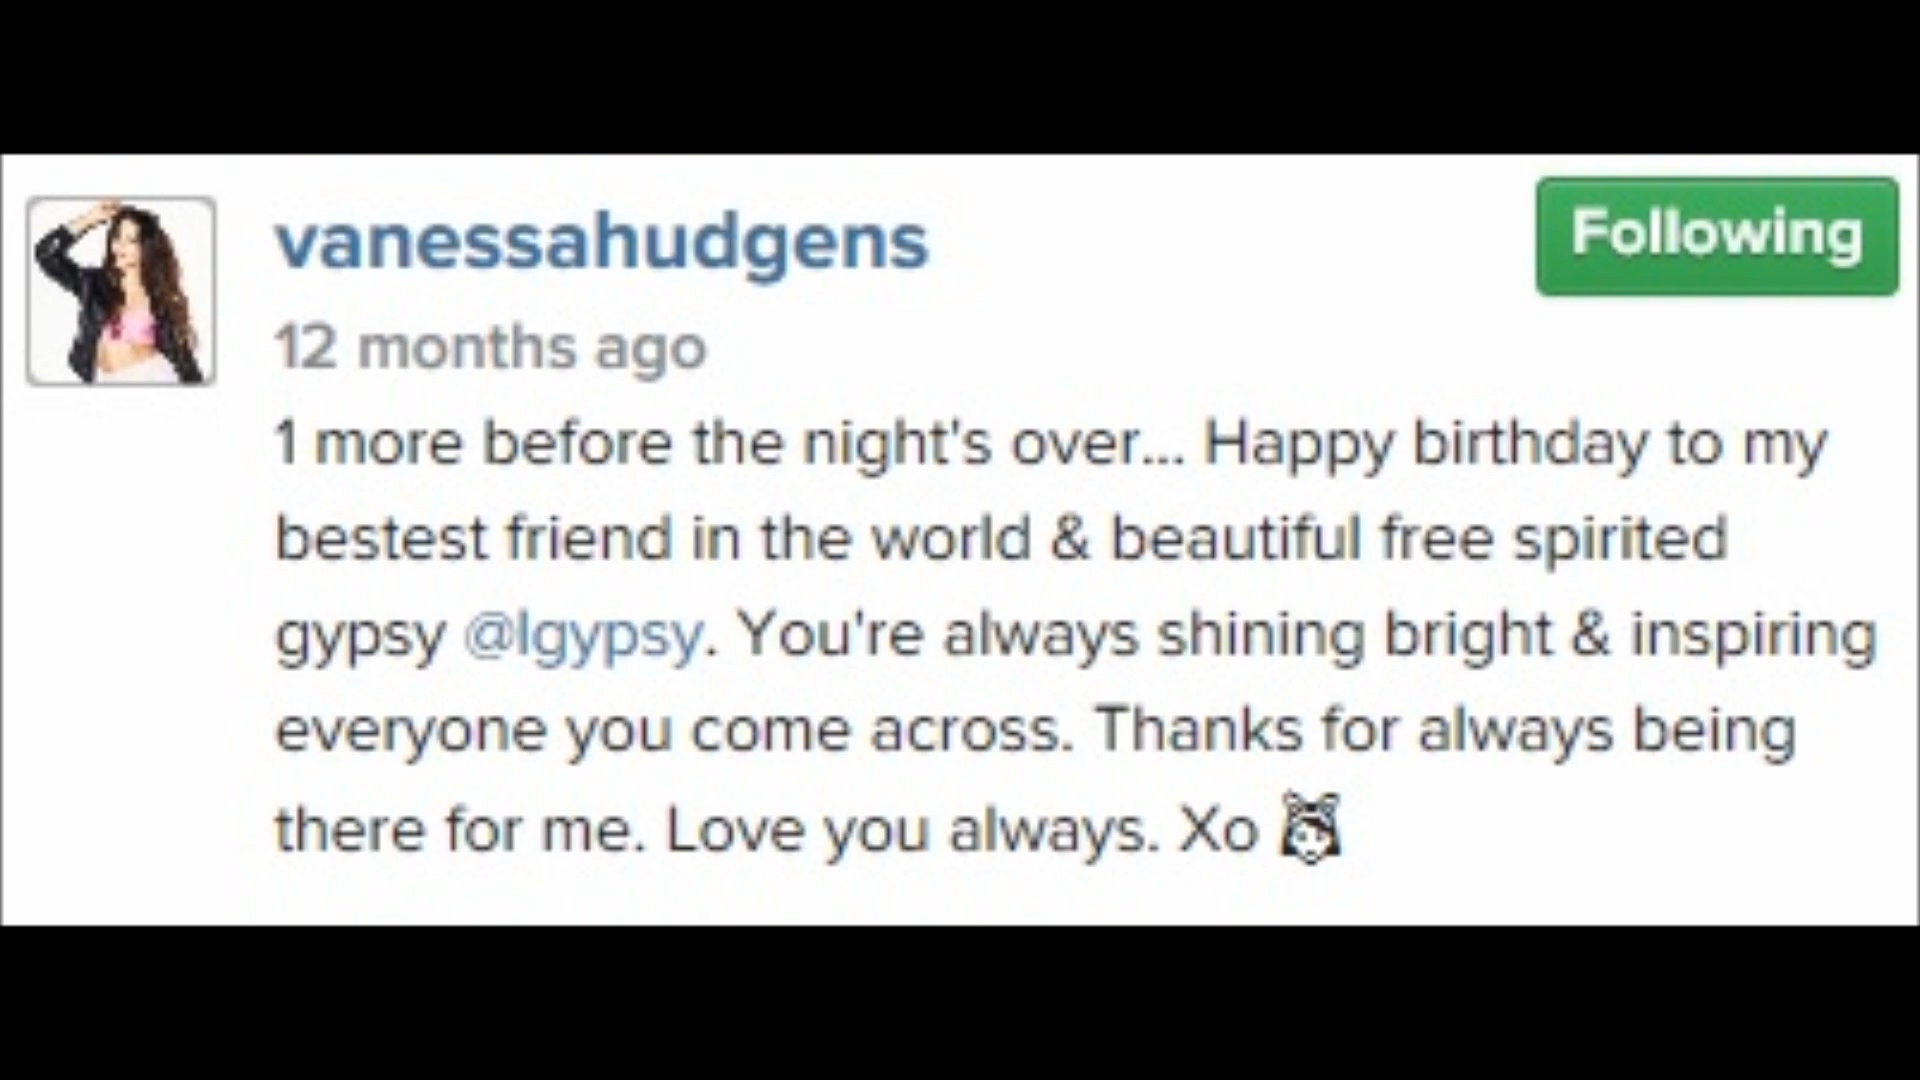 vanessahudgens
Following
12 months ago
1 more before the night's over... Happy birthday to my
bestest friend in the world & beautiful free spirited
gypsy @lgypsy. You're always shining bright & inspiring
everyone you come across. Thanks for always being
there for me. Love you always. Xo